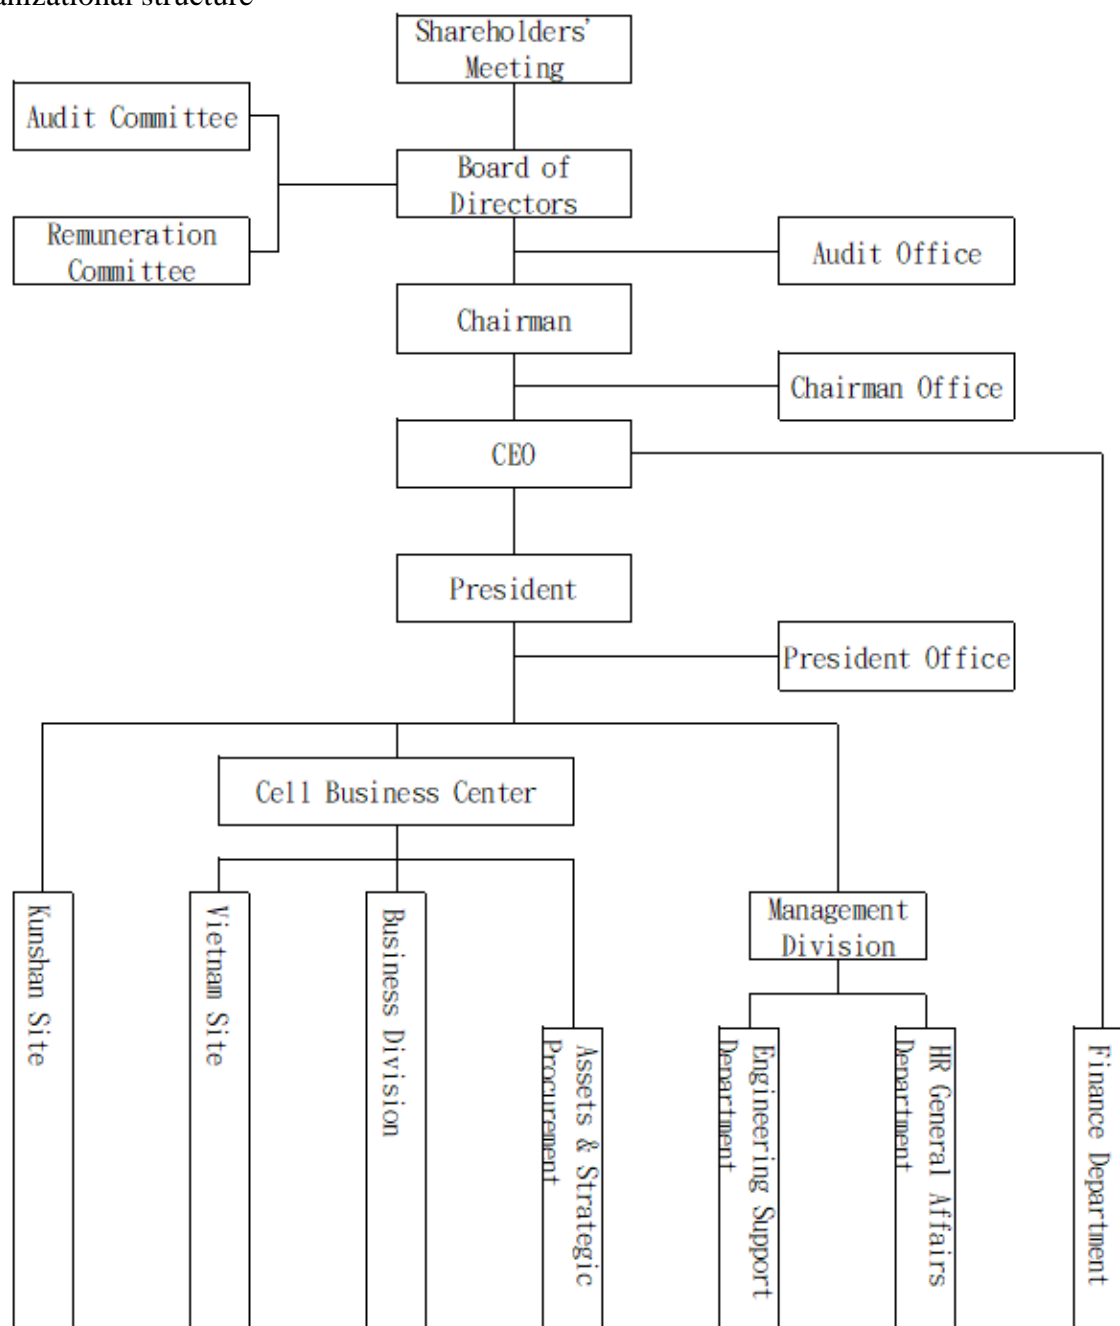 anizational structure
Shareholders'
Meeting
Audit Committee
Board of
Directors
Remuneration
Committee
Audit Office
Chairman
Chairman Office
CEO
President
President Office
Cell Business Center
Kunshan Site
Vietnam Site
Business Division
Assets & Strategic
Procurement
Management
Division
Engineering Support
Department
HR General Affairs
Department
Finance Department